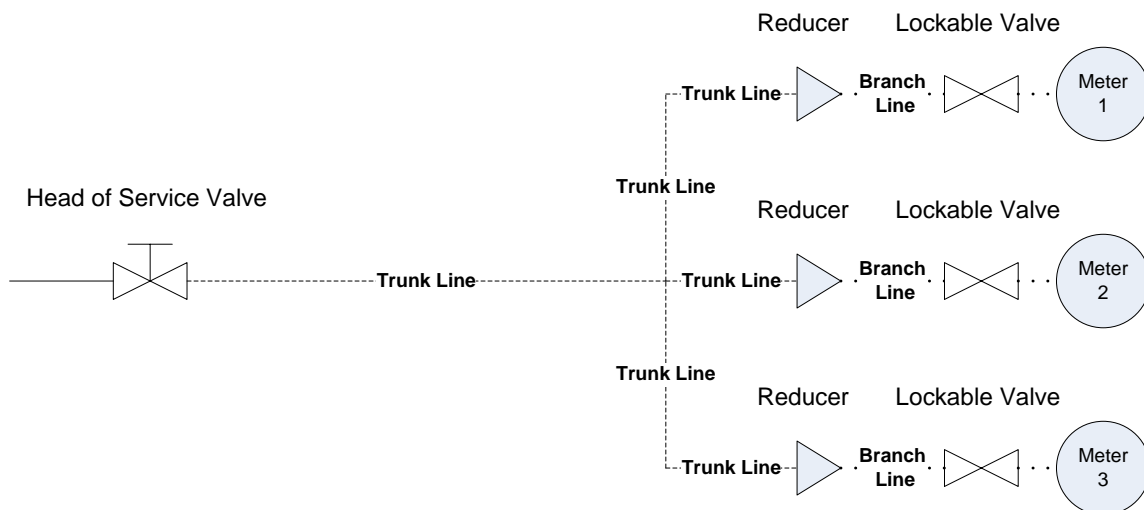 Reducer Lockable Valve
Trunk Line
Branch
Line
Meter
1
Trunk Line
Head of Service Valve
Reducer Lockable Valve
Trunk Line
Trunk Line
Branch
Line
Meter
2
Trunk Line
Reducer Lockable Valve
Trunk Line
Branch
Line
Meter
3